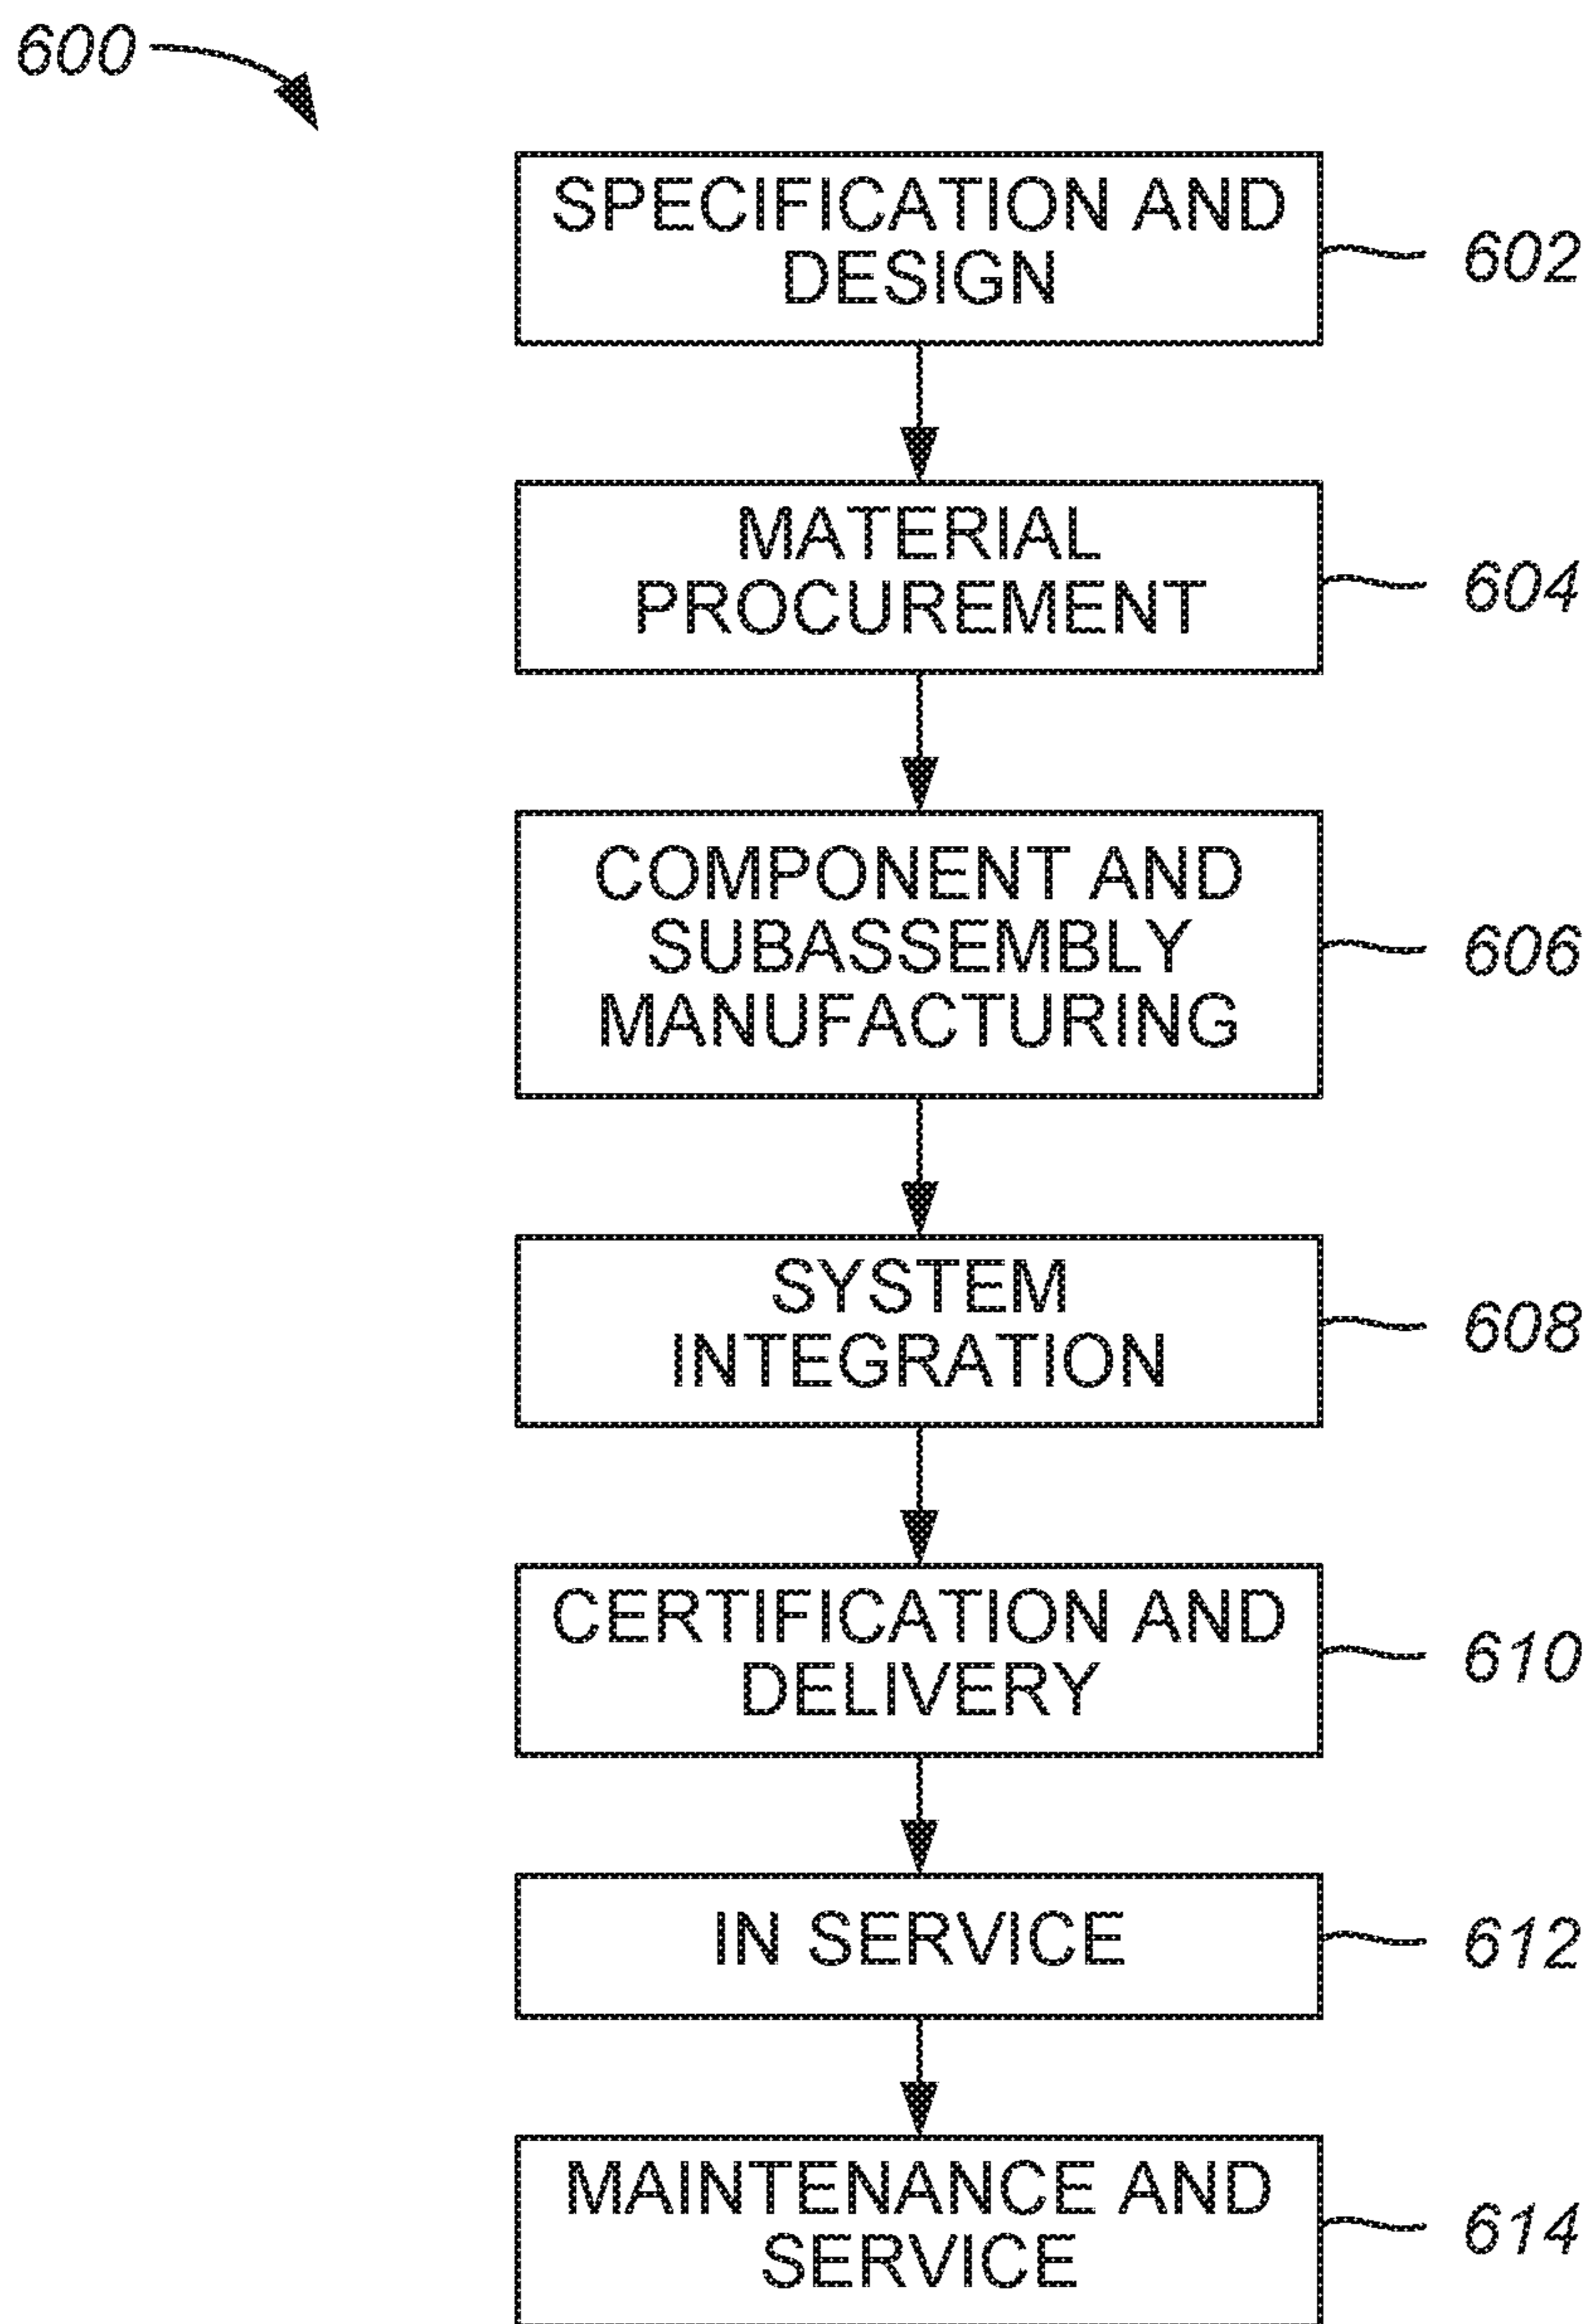 600
SPECIFICATION AND
DESIGN
602
MATERIAL
PROCUREMENT
604
COMPONENT AND
SUBASSEMBLY
MANUFACTURING
606
SYSTEM
INTEGRATION
608
CERTIFICATION AND
DELIVERY
610
IN SERVICE
612
MAINTENANCE AND
SERVICE
614